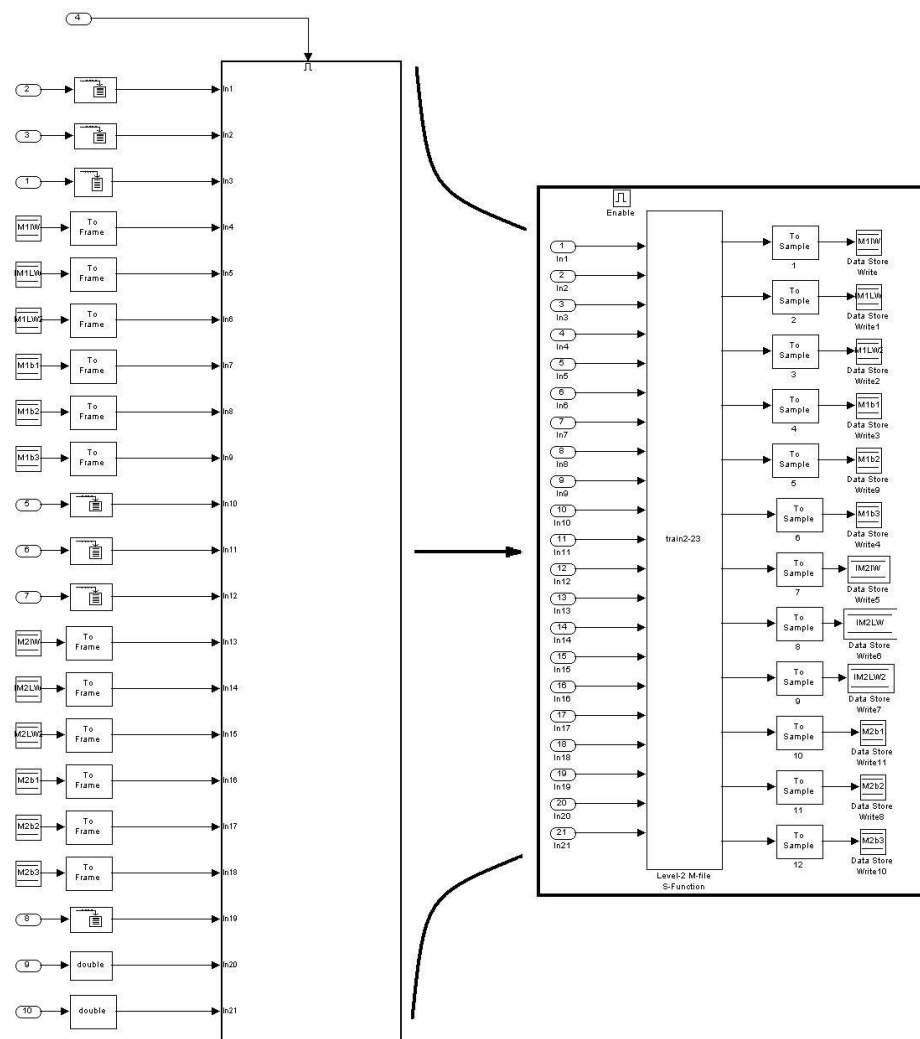 4
2
In1
3
In2
1
In3
M1IW
To
Frame
In4
IM1LW
To
Frame
In5
M1LW2
To
Frame
In6
M1b1
To
Frame
In7
M1b2
To
Frame
In8
M1b3
To
Frame
In9
5
In10
6
In11
7
In12
M2IW
To
Frame
In13
IM2LW
To
Frame
In14
M2LW2
To
Frame
In15
M2b1
To
Frame
In16
M2b2
To
Frame
In17
M2b3
To
Frame
In18
8
In19
9
double
In20
10
double
In21
Enable
1
In1
2
In2
3
In3
4
In4
5
In5
6
In6
7
In7
8
In8
9
In9
10
In10
11
In11
12
In12
13
In13
14
In14
15
In15
16
In16
17
In17
18
In18
19
In19
20
In20
21
In21
train2-23
Level-2 M-file
S-Function
To
Sample
1
M1IW
Data Store
Write
To
Sample
2
IM1LW
Data Store
Write1
To
Sample
3
M1LW2
Data Store
Write2
To
Sample
4
M1b1
Data Store
Write3
To
Sample
5
M1b2
Data Store
Write9
To
Sample
6
M1b3
Data Store
Write4
To
Sample
7
IM2IW
Data Store
Write5
To
Sample
8
IM2LW
Data Store
Write6
To
Sample
9
IM2LW2
Data Store
Write7
To
Sample
10
M2b1
Data Store
Write11
To
Sample
11
M2b2
Data Store
Write8
To
Sample
12
M2b3
Data Store
Write10